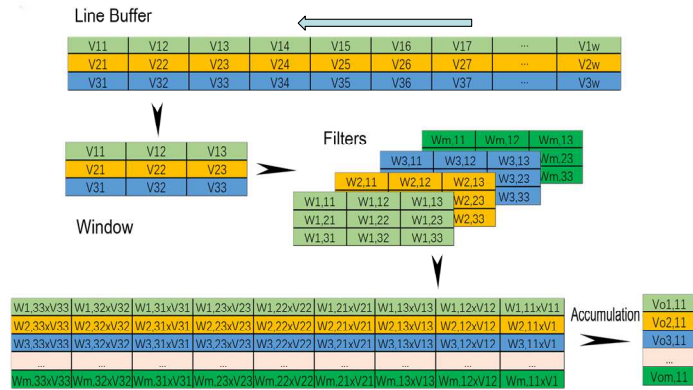 Line Buffer
V11 V12 V13 V14 V15 V16 V17 ... V1w
V21 V22 V23 V24 V25 V26 V27 ... V2w
V31 V32 V33 V34 V35 V36 V37 ... V3w
V11 V12 V13
V21 V22 V23
V31 V32 V33
Window
Filters
Wm,11 Wm,12 Wm,13
Wm,23
Wm,33
W3,11 W3,12 W3,13
W3,23
W3,33
W2,11 W2,12 W2,13
W2,23
W2,33
W1,11 W1,12 W1,13
W1,21 W1,22 W1,23
W1,31 W1,32 W1,33
W1,33xV33 W1,32xV32 W1,31xV31 W1,23xV23 W1,22xV22 W1,21xV21 W1,13xV13 W1,12xV12 W1,11xV11
W2,33xV33 W2,32xV32 W2,31xV31 W2,23xV23 W2,22xV22 W2,21xV21 W2,13xV13 W2,12xV12 W2,11xV1
W3,33xV33 W3,32xV32 W3,31xV31 W3,23xV23 W3,22xV22 W3,21xV21 W3,13xV13 W3,12xV12 W3,11xV1
... ... ... ... ... ... ... ... ...
Wm,33xV33 Wm,32xV32 Wm,31xV31 Wm,23xV23 Wm,22xV22 Wm,21xV21 Wm,13xV13 Wm,12xV12 Wm,11xV1
Accumulation
Vo1,11
Vo2,11
Vo3,11
...
Vom,11